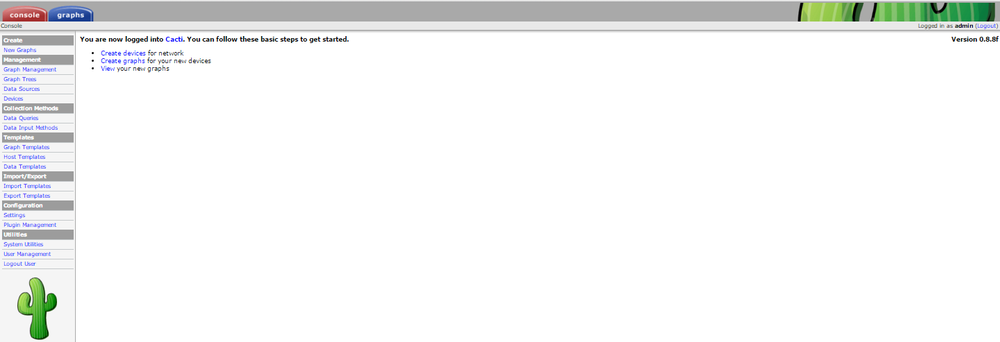 console graphs
Console Logged in as admin (Logout)
Create
New Graphs
Management
Graph Management
Graph Trees
Data Sources
Devices
Collection Methods
Data Queries
Data Input Methods
Templates
Graph Templates
Host Templates
Data Templates
Import/Export
Import Templates
Export Templates
Configuration
Settings
Plugin Management
Utilities
System Utilities
User Management
Logout User
You are now logged into Cacti. You can follow these basic steps to get started. Version 0.8.8f
• Create devices for network
• Create graphs for your new devices
• View your new graphs